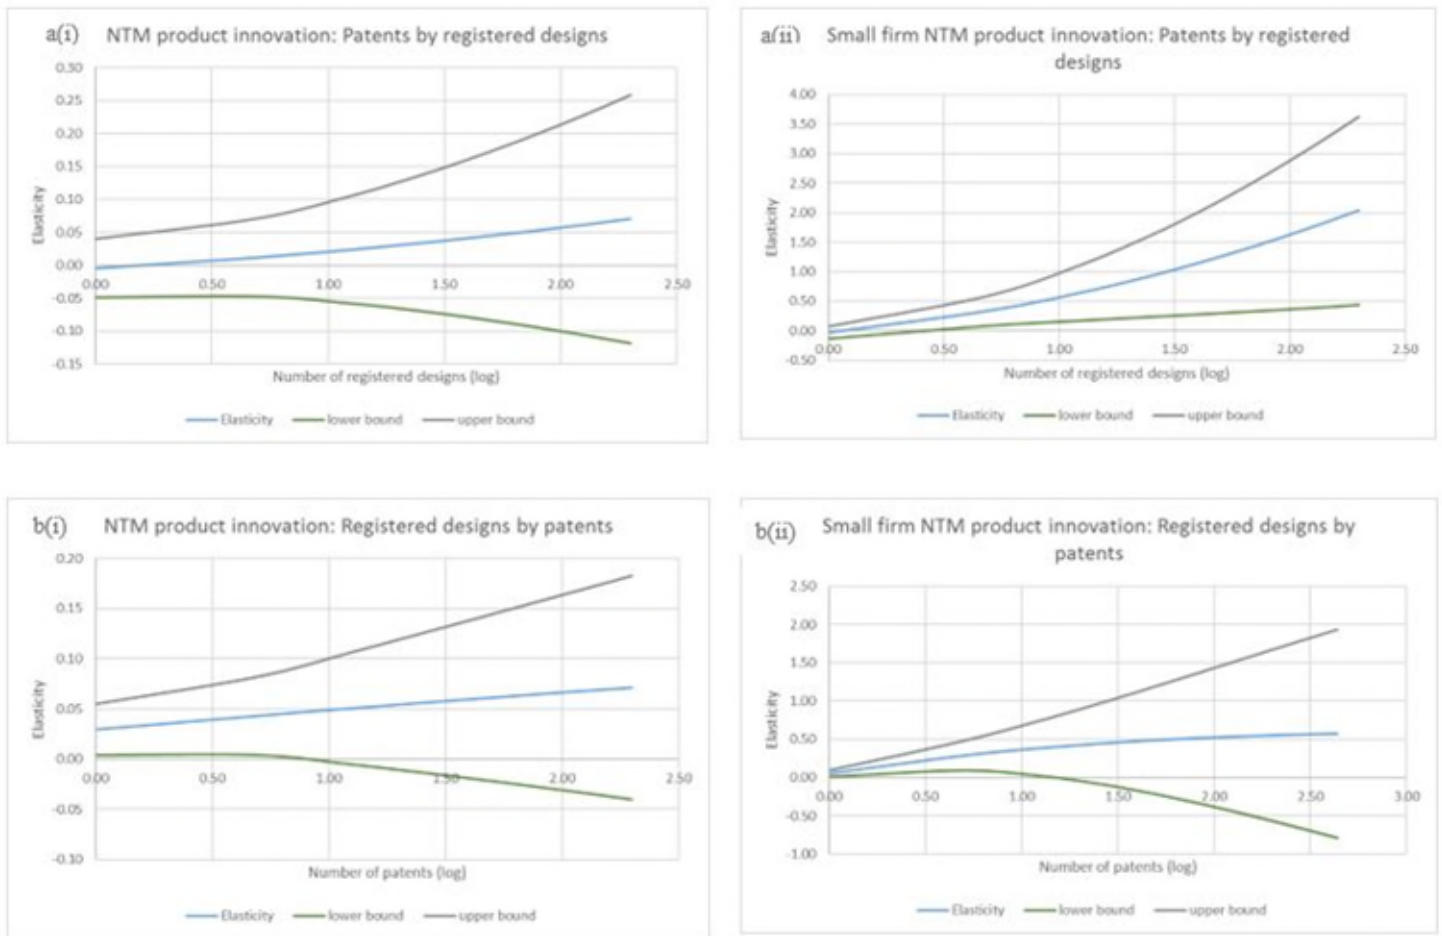 a(i) NTM product innovation: Patents by registered designs
0.30
0.25
0.20
0.15
0.10
0.05
0.00
-0.05
-0.10
-0.15
Elasticity
0.00 0.50 1.00 1.50 2.00 2.50
Number of registered designs (log)
Elasticity lower bound upper bound
a(ii) Small firm NTM product innovation: Patents by registered
designs
4.00
3.50
3.00
2.50
2.00
1.50
1.00
0.50
0.00
-0.50
Elasticity
0.00 0.50 1.00 1.50 2.00 2.50
Number of registered designs (log)
Elasticity lower bound upper bound
b(i) NTM product innovation: Registered designs by patents
0.20
0.15
0.10
0.05
0.00
-0.05
-0.10
Elasticity
0.00 0.50 1.00 1.50 2.00 2.50
Number of patents (log)
Elasticity lower bound upper bound
b(ii) Small firm NTM product innovation: Registered designs by
patents
2.50
2.00
1.50
1.00
0.50
0.00
-0.50
-1.00
Elasticity
0.00 0.50 1.00 1.50 2.00 2.50 3.00
Number of patents (log)
Elasticity lower bound upper bound